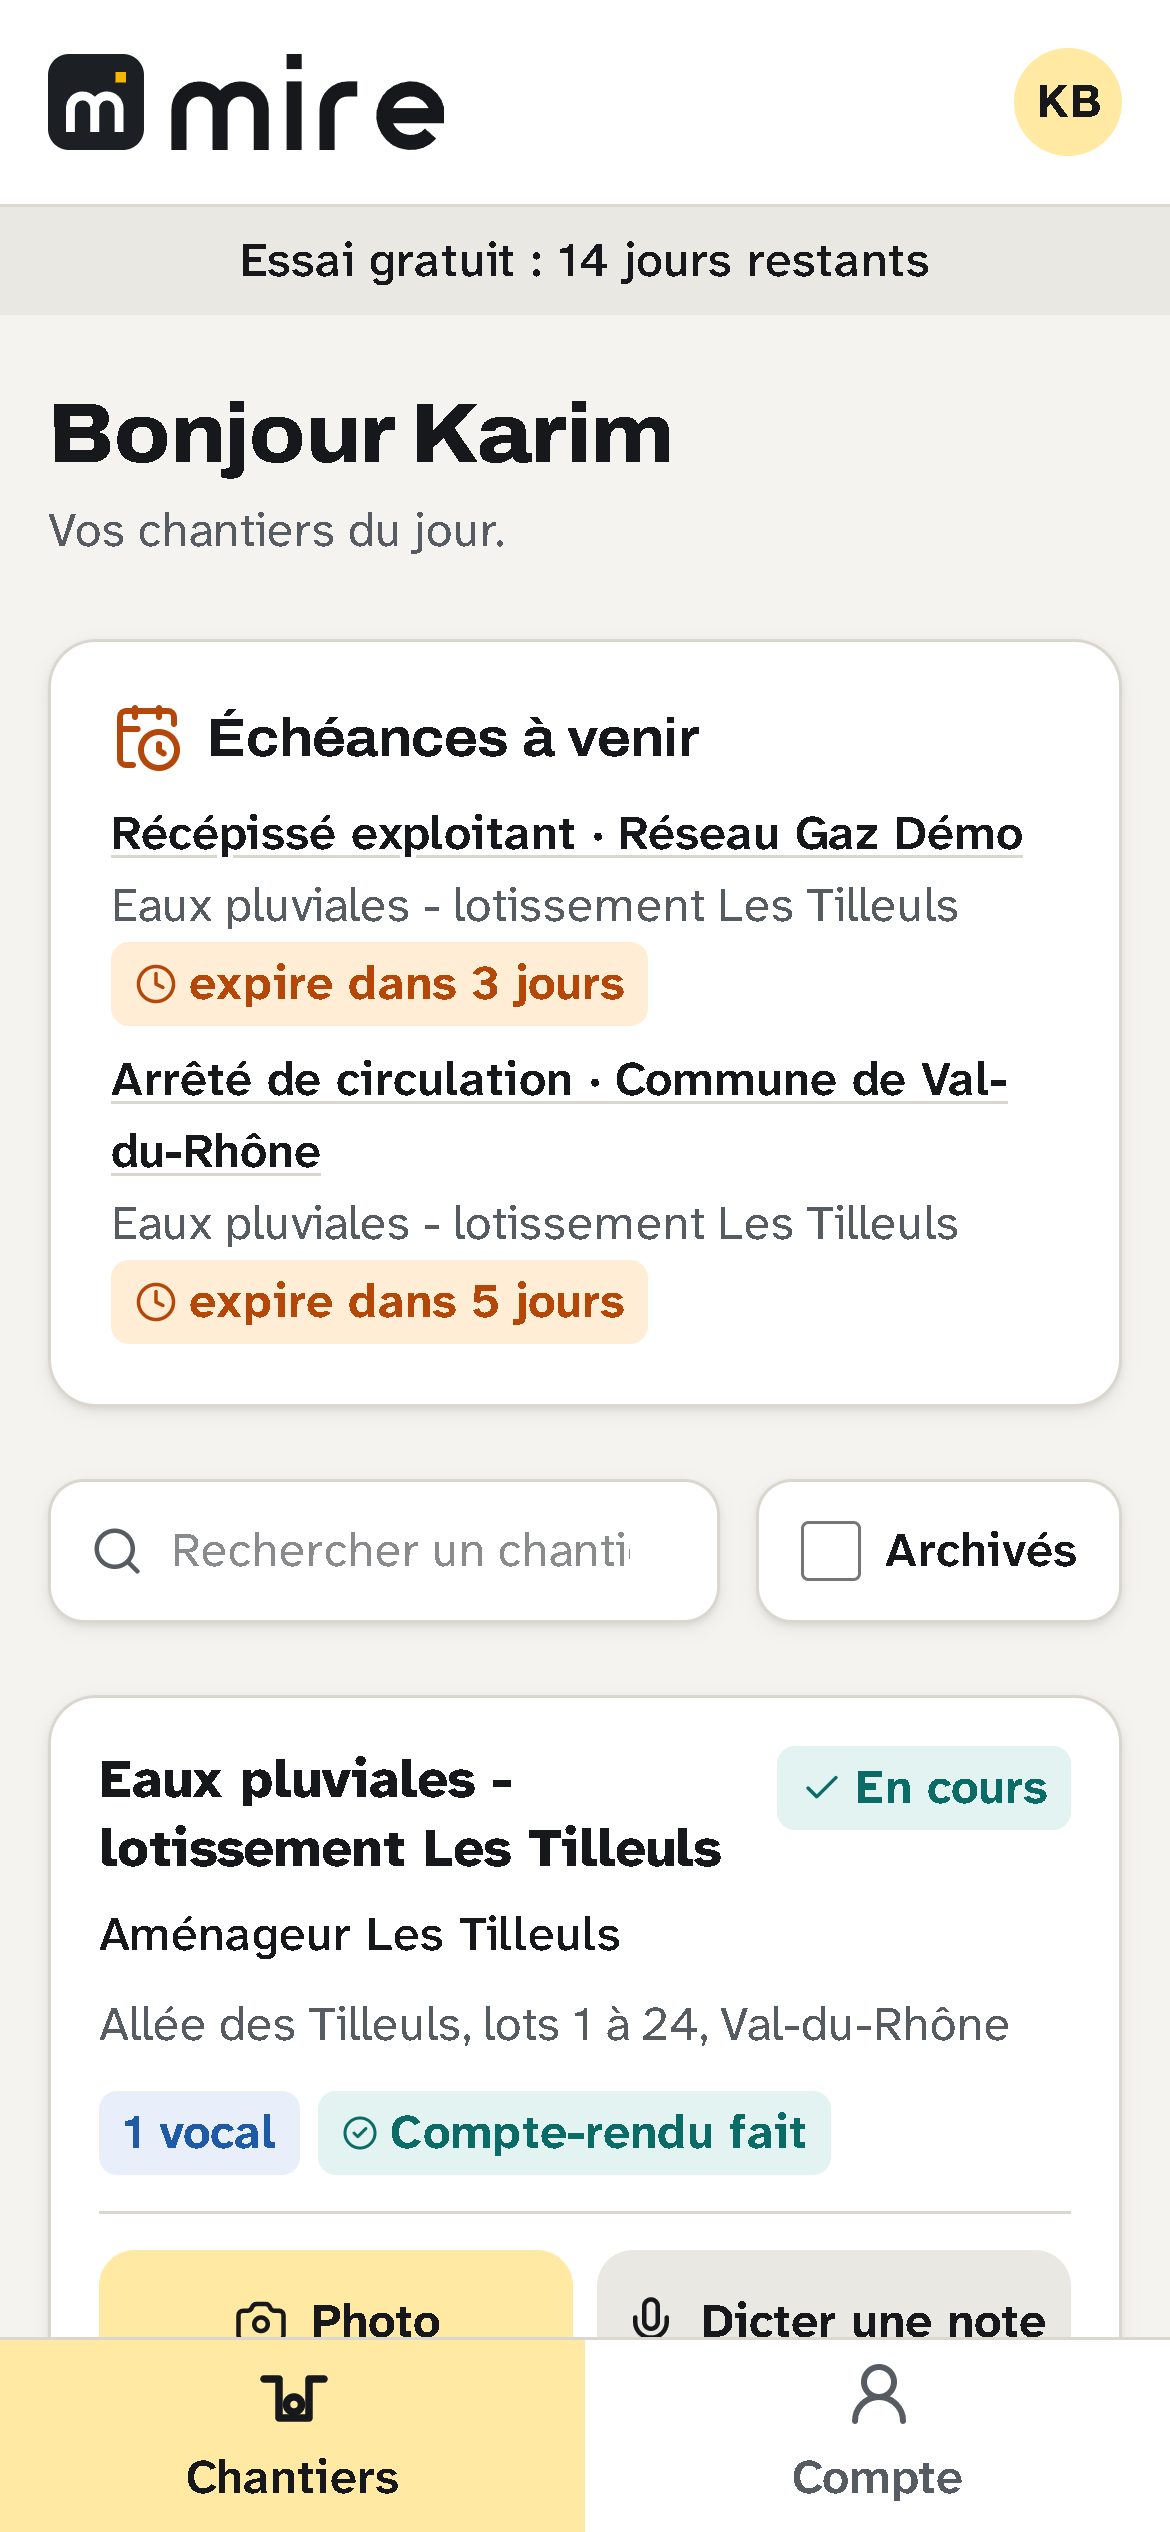 m mire
KB
Essai gratuit : 14 jours restants
Bonjour Karim
Vos chantiers du jour.
Échéances à venir
Récépissé exploitant · Réseau Gaz Démo
Eaux pluviales - lotissement Les Tilleuls
expire dans 3 jours
Arrêté de circulation · Commune de Val-
du-Rhône
Eaux pluviales - lotissement Les Tilleuls
expire dans 5 jours
Rechercher un chanti
Archivés
Eaux pluviales -
lotissement Les Tilleuls
En cours
Aménageur Les Tilleuls
Allée des Tilleuls, lots 1 à 24, Val-du-Rhône
1 vocal
Compte-rendu fait
Photo
Dicter une note
Chantiers
Compte